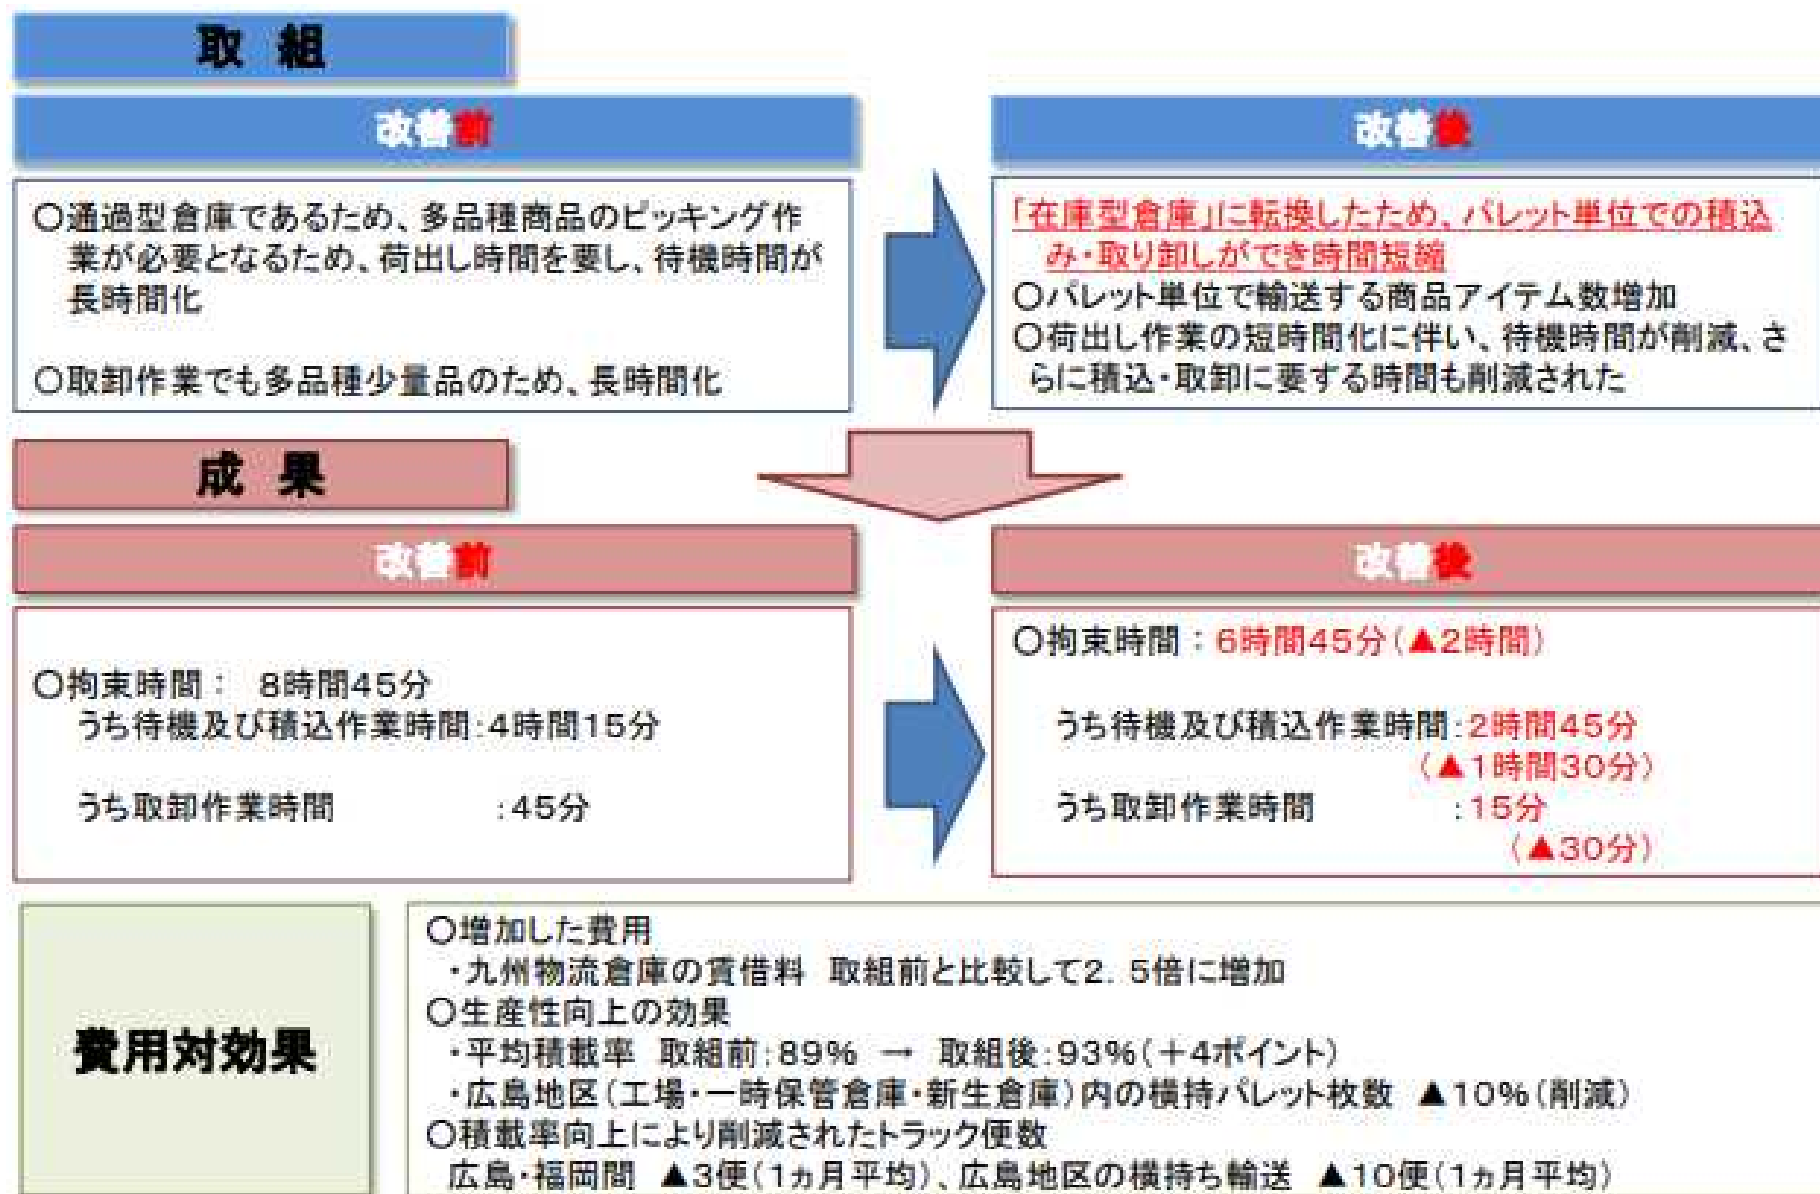 取 組
改善前
○通過型倉庫であるため、多品種商品のピッキング作
業が必要となるため、荷出し時間を要し、待機時間が
長時間化
○取卸作業でも多品種少量品のため、長時間化
改善後
「在庫型倉庫」に転換したため、パレット単位での積込
み・取り卸しができ時間短縮
○パレット単位で輸送する商品アイテム数増加
○荷出し作業の短時間化に伴い、待機時間が削減、さ
らに積込・取卸に要する時間も削減された
成 果
改善前
○拘束時間： 8時間45分
うち待機及び積込作業時間:4時間15分
うち取卸作業時間 :45分
改善後
○拘束時間：6時間45分(▲2時間)
うち待機及び積込作業時間:2時間45分
(▲1時間30分)
うち取卸作業時間 :15分
(▲30分)
費用対効果
○増加した費用
・九州物流倉庫の賃借料 取組前と比較して2.5倍に増加
○生産性向上の効果
・平均積載率 取組前:89% → 取組後:93%(+4ポイント)
・広島地区(工場・一時保管倉庫・新生倉庫)内の横持パレット枚数 ▲10%(削減)
○積載率向上により削減されたトラック便数
広島・福岡間 ▲3便(1ヵ月平均)、広島地区の横持ち輸送 ▲10便(1ヵ月平均)